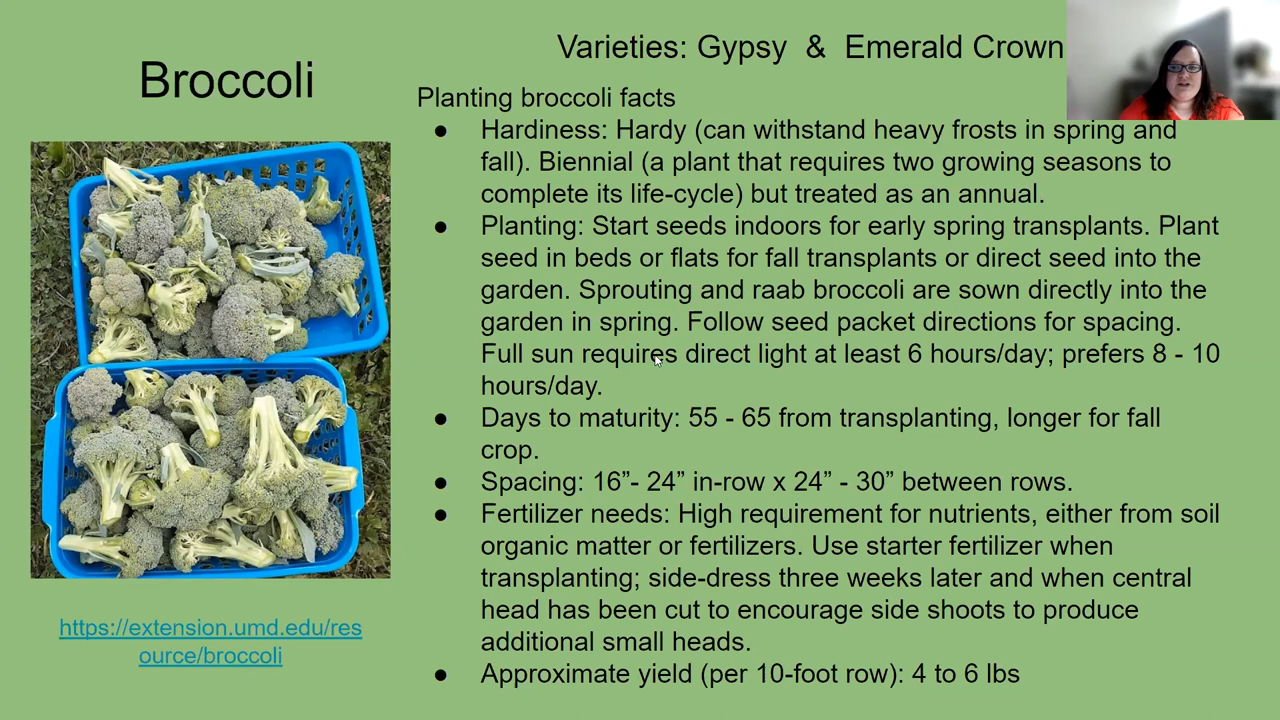 Broccoli
Varieties: Gypsy & Emerald Crown
Planting broccoli facts
● Hardiness: Hardy (can withstand heavy frosts in spring and
fall). Biennial (a plant that requires two growing seasons to
complete its life-cycle) but treated as an annual.
● Planting: Start seeds indoors for early spring transplants. Plant
seed in beds or flats for fall transplants or direct seed into the
garden. Sprouting and raab broccoli are sown directly into the
garden in spring. Follow seed packet directions for spacing.
Full sun requires direct light at least 6 hours/day; prefers 8 - 10
hours/day.
● Days to maturity: 55 - 65 from transplanting, longer for fall
crop.
● Spacing: 16”- 24” in-row x 24” - 30” between rows.
● Fertilizer needs: High requirement for nutrients, either from soil
organic matter or fertilizers. Use starter fertilizer when
transplanting; side-dress three weeks later and when central
head has been cut to encourage side shoots to produce
additional small heads.
● Approximate yield (per 10-foot row): 4 to 6 lbs
https://extension.umd.edu/res
ource/broccoli